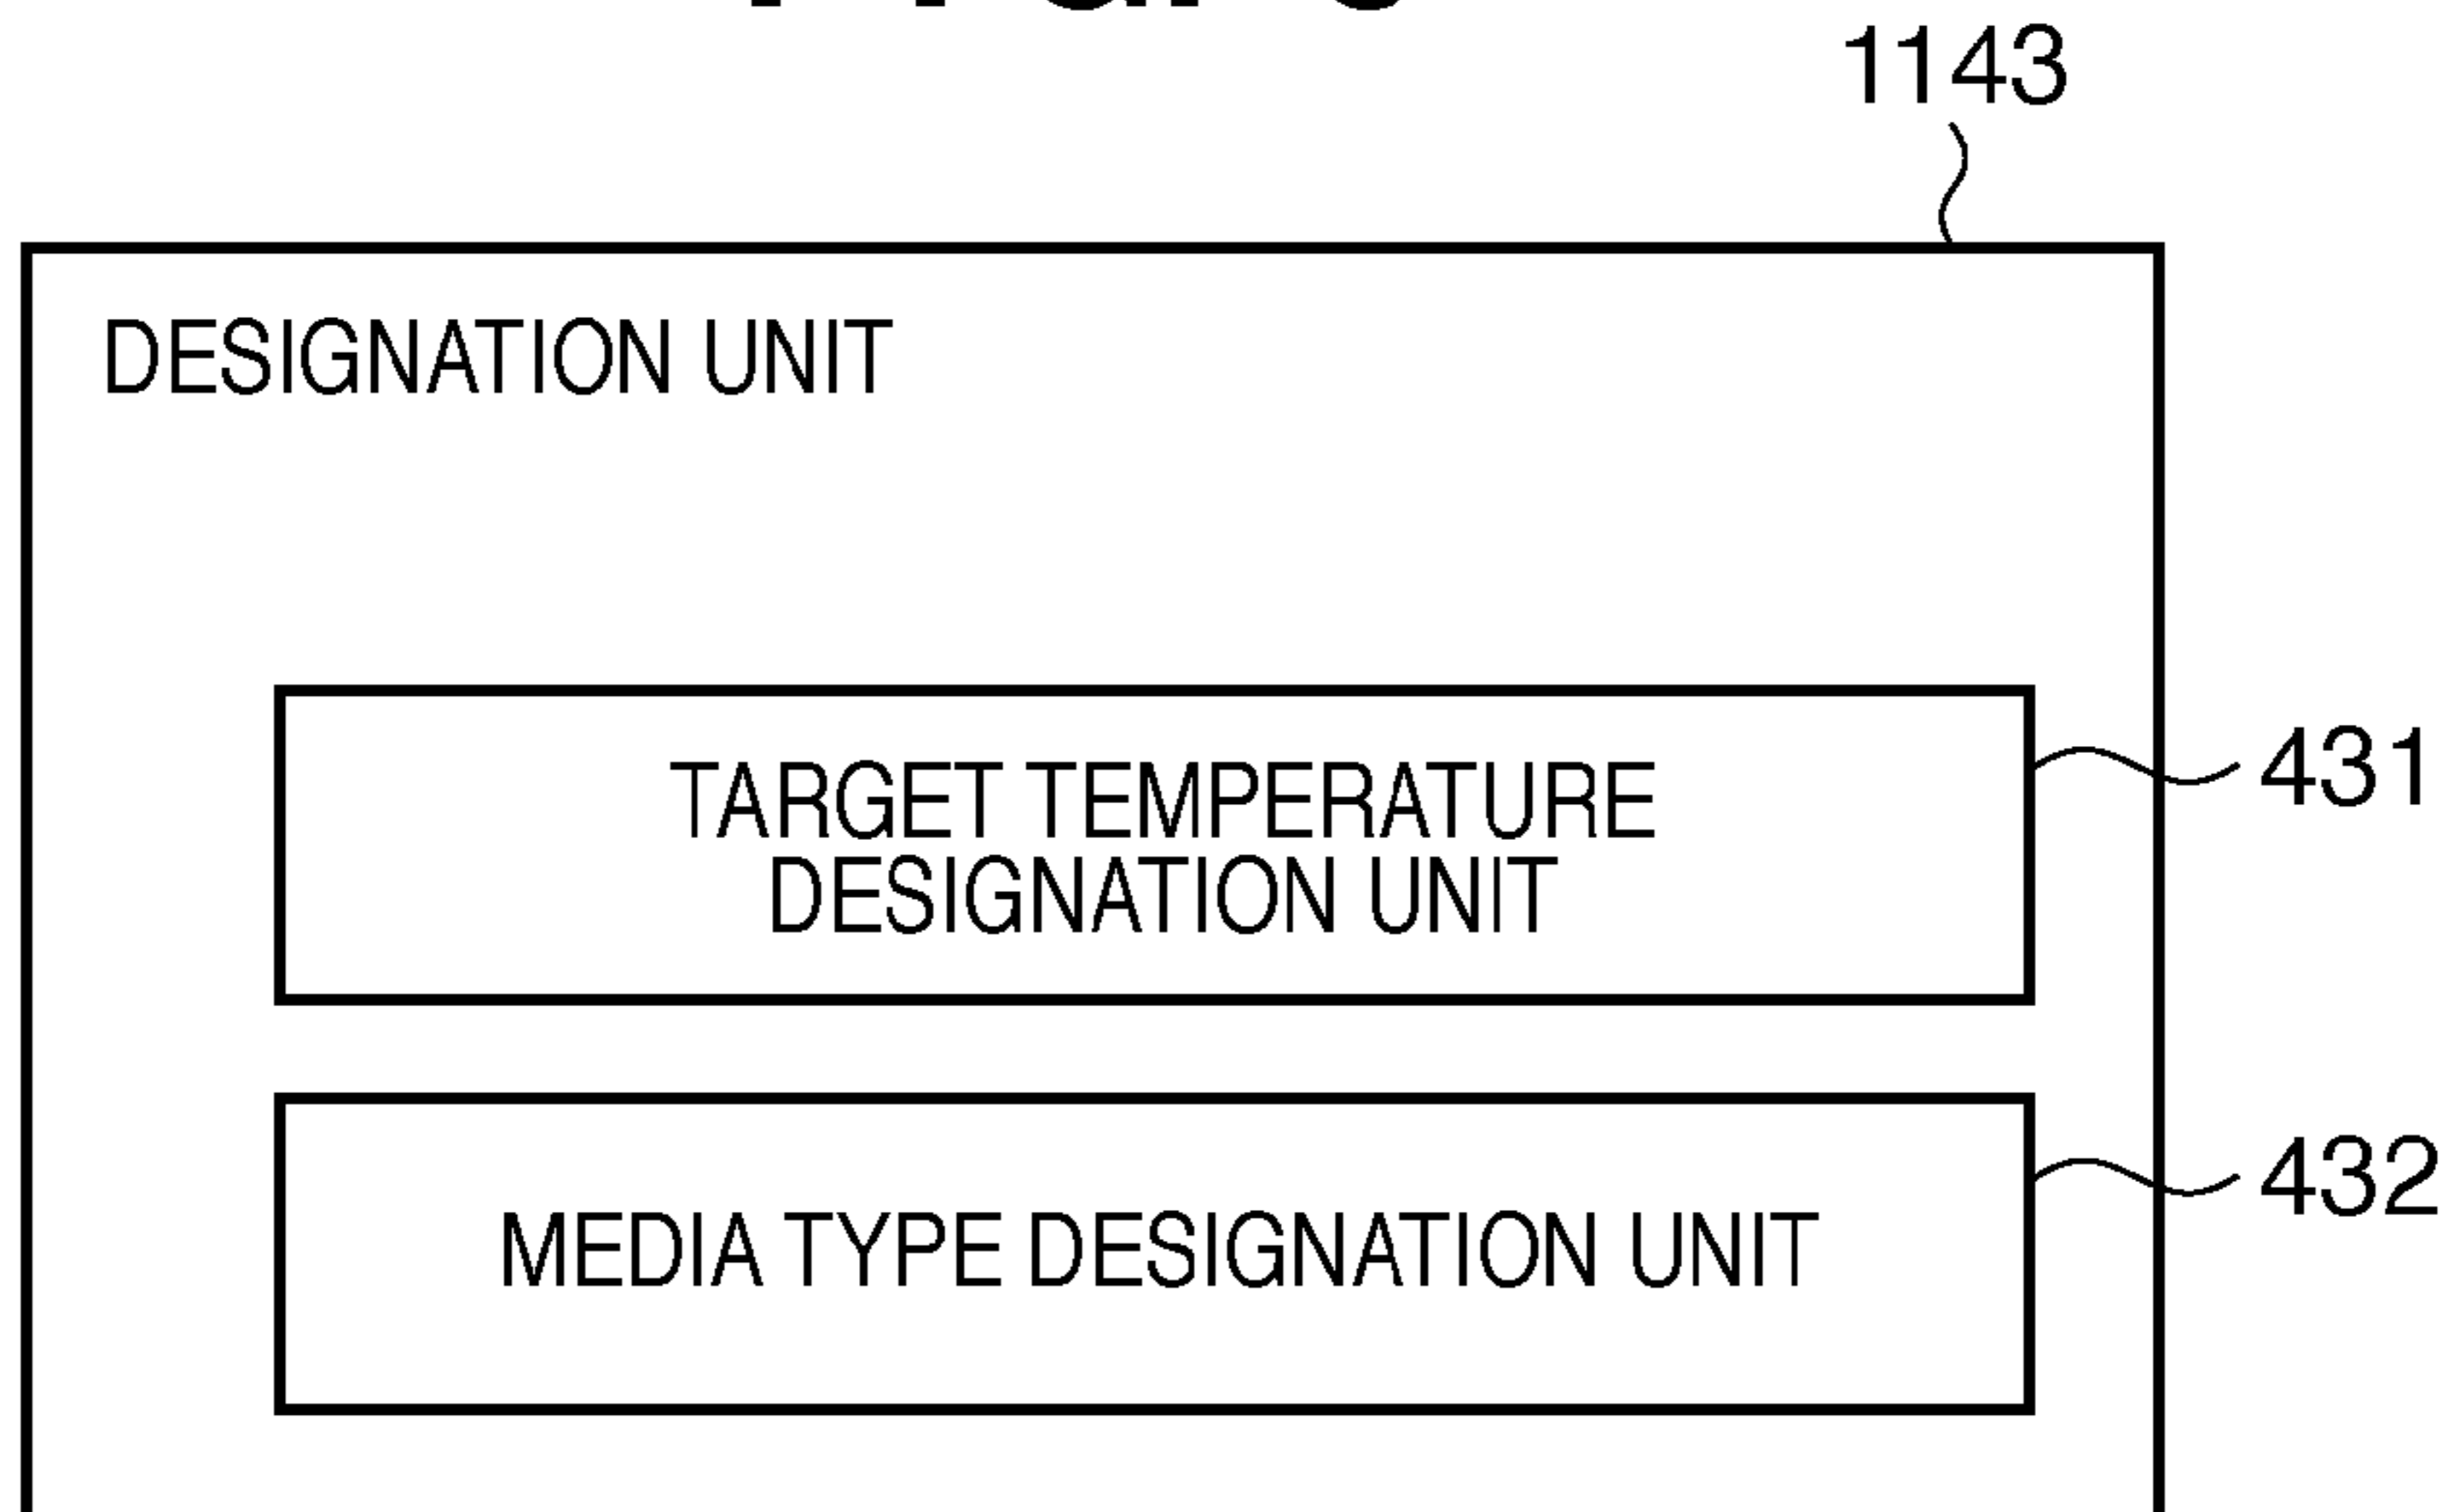 1143
DESIGNATION UNIT
TARGET TEMPERATURE
DESIGNATION UNIT
431
MEDIA TYPE DESIGNATION UNIT
432